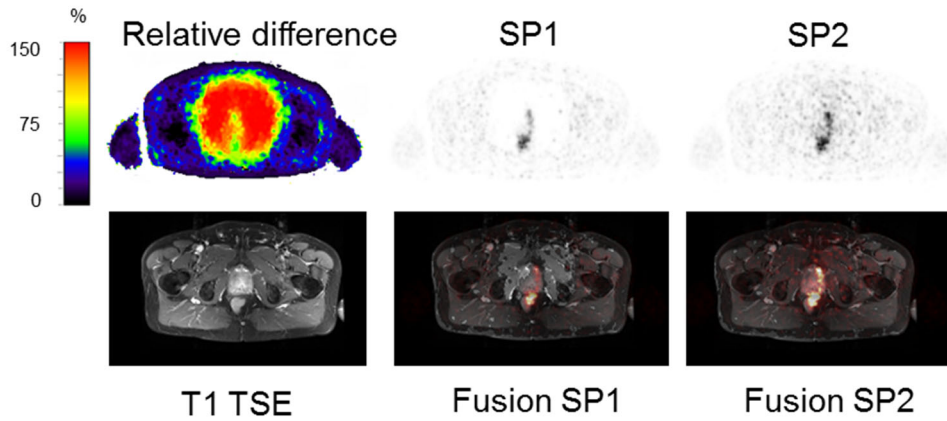 %
150
75
0
Relative difference
SP1
SP2
T1 TSE
Fusion SP1
Fusion SP2